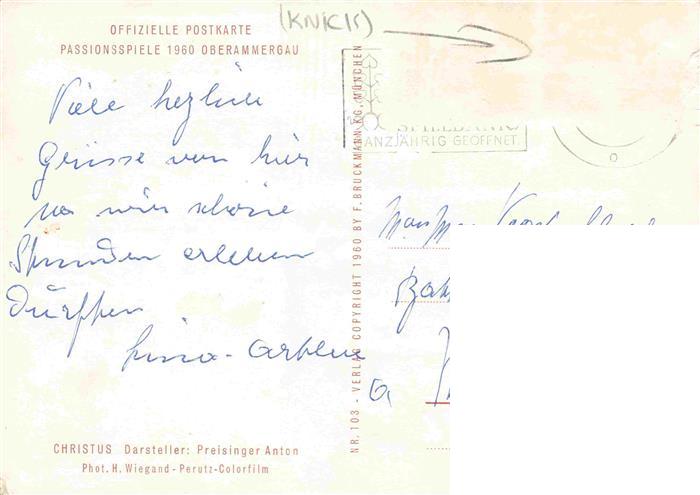 OFFIZIELLE POSTKARTE
PASSIONSSPIELE 1960 OBERAMMERGAU
(KNICK)
Viele herzliche
Grüsse von hier
wo wir schöne
Stunden erleben
dürften
SPIELBANK
GANZJÄHRIG GEÖFFNET.
NR. 103 - VERLAG COPYRIGHT 1960 BY F. BRUCKMANN KG, MÜNCHEN
CHRISTUS Darsteller: Preisinger Anton
Phot. H. Wiegand - Perutz-Colorfilm